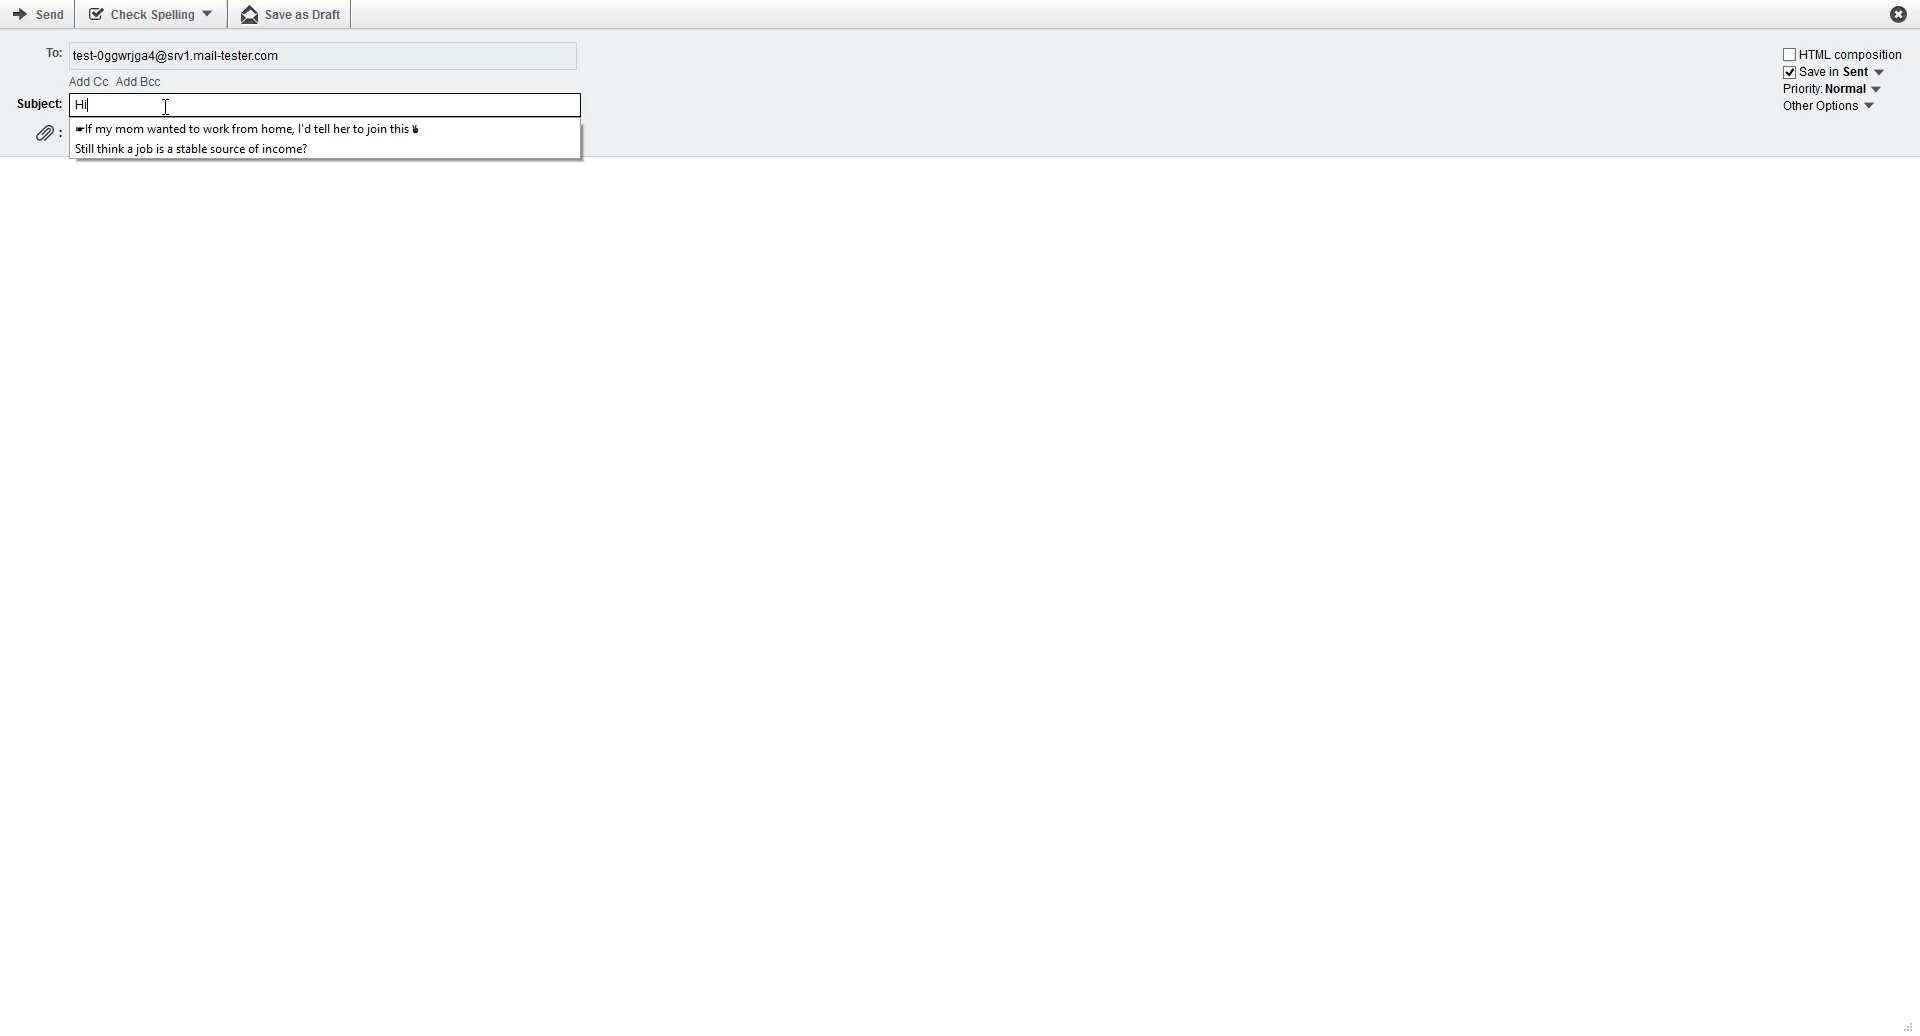 Send Check Spelling Save as Draft
To: test-0ggwrjga4@srv1.mail-tester.com
HTML composition
Save in Sent
Add Cc Add Bcc
Priority: Normal
Subject: Hi
Other Options
☛If my mom wanted to work from home, I'd tell her to join this
:
Still think a job is a stable source of income?